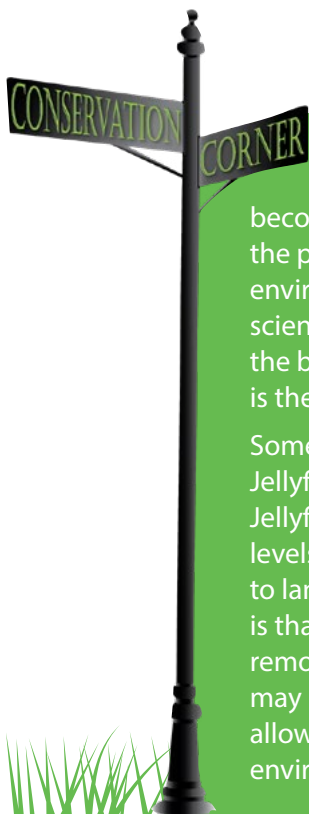 CONSERVATION
CORNER
beco
the p
envir
scien
the b
is the
Some
Jellyf
Jellyf
levels
to lar
is tha
remo
may
allow
envir